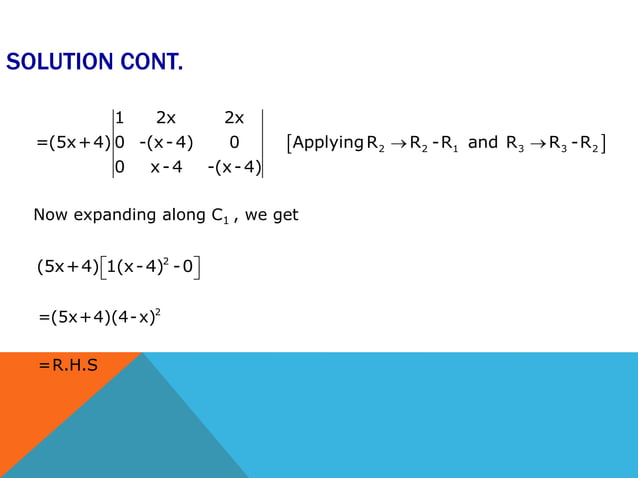 SOLUTION CONT.
1 2x 2x
=(5x+4) 0 -(x-4) 0 [Applying R₂ →R₂ -R₁ and R₃ →R₃ -R₂]
0 x-4 -(x-4)
Now expanding along C₁ , we get
(5x+4)[1(x-4)² -0]
=(5x+4)(4-x)²
=R.H.S